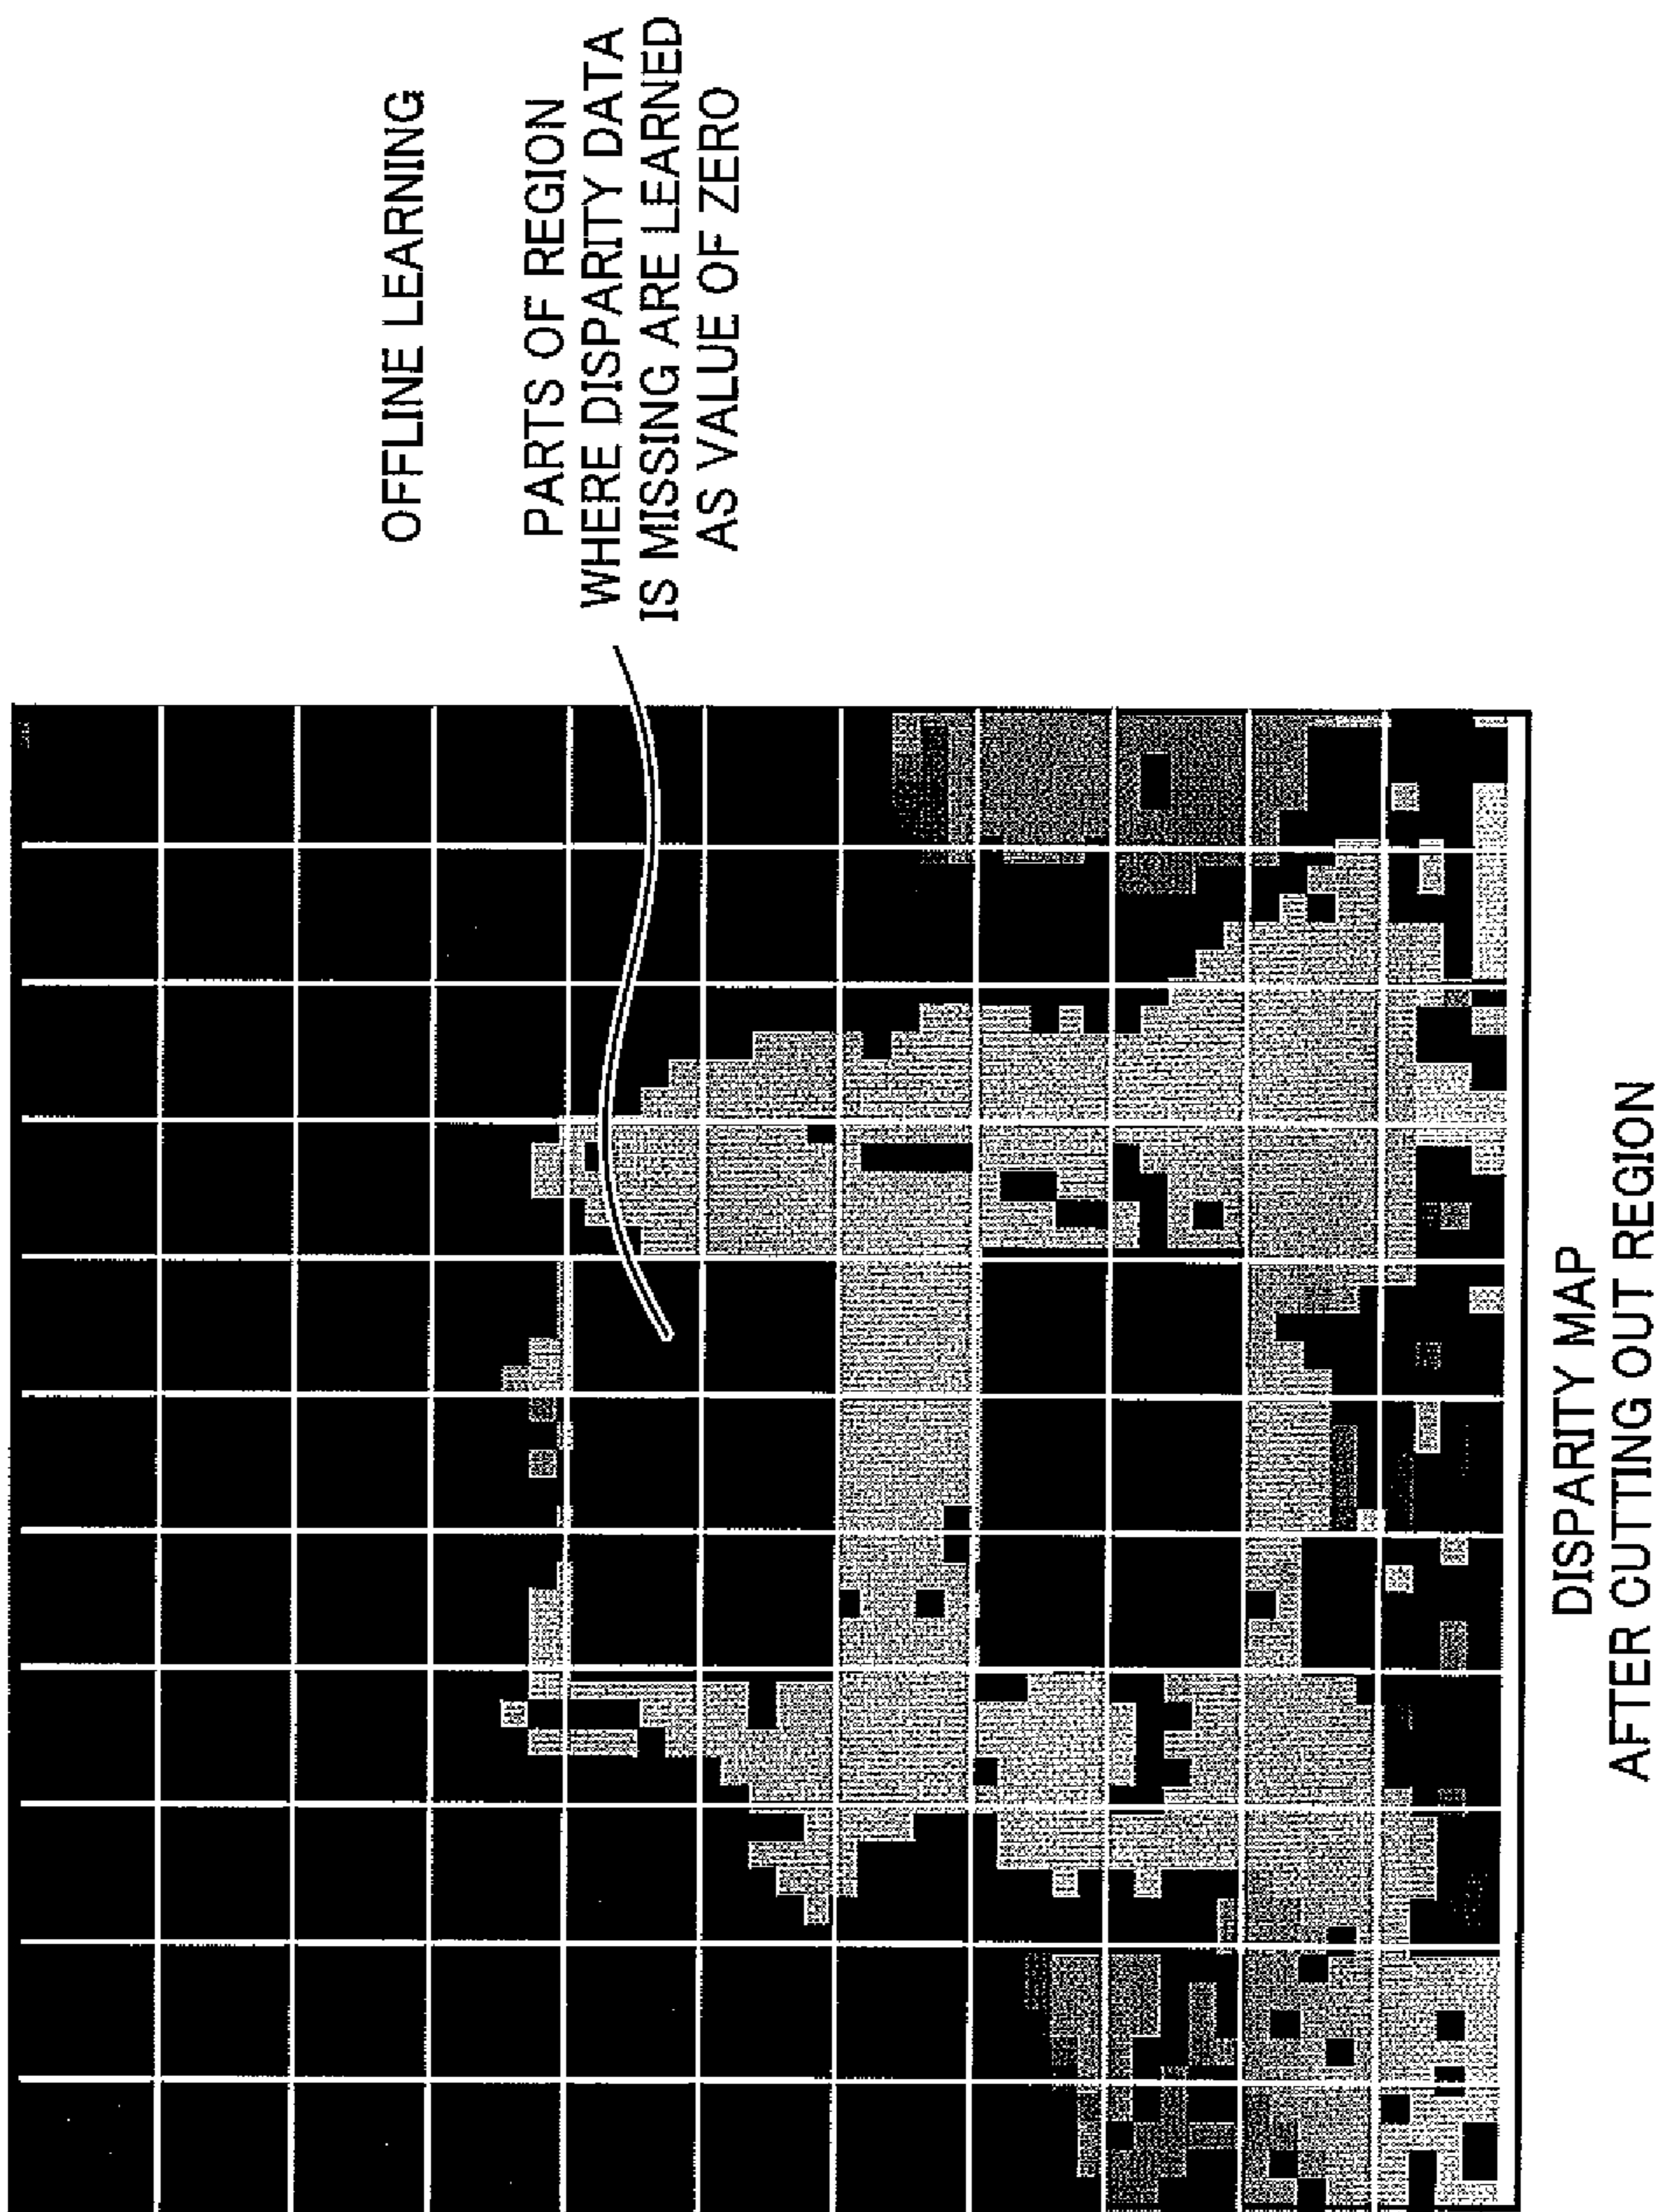 OFFLINE LEARNING
PARTS OF REGION
WHERE DISPARITY DATA
IS MISSING ARE LEARNED
AS VALUE OF ZERO
DISPARITY MAP
AFTER CUTTING OUT REGION